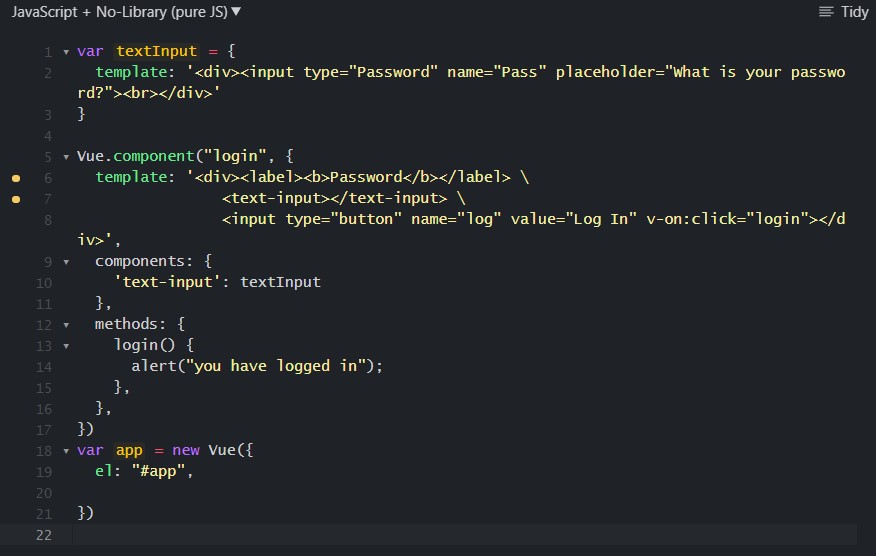 JavaScript + No-Library (pure JS) ▼ Tidy
1 ▾ var textInput = {
2 template: '<div><input type="Password" name="Pass" placeholder="What is your passwo
rd?"><br></div>'
3 }
4
5 ▾ Vue.component("login", {
6 template: '<div><label><b>Password</b></label> \
7 <text-input></text-input> \
8 <input type="button" name="log" value="Log In" v-on:click="login"></d
iv>',
9 ▾ components: {
10 'text-input': textInput
11 },
12 ▾ methods: {
13 ▾ login() {
14 alert("you have logged in");
15 },
16 },
17 })
18 ▾ var app = new Vue({
19 el: "#app",
20
21 })
22